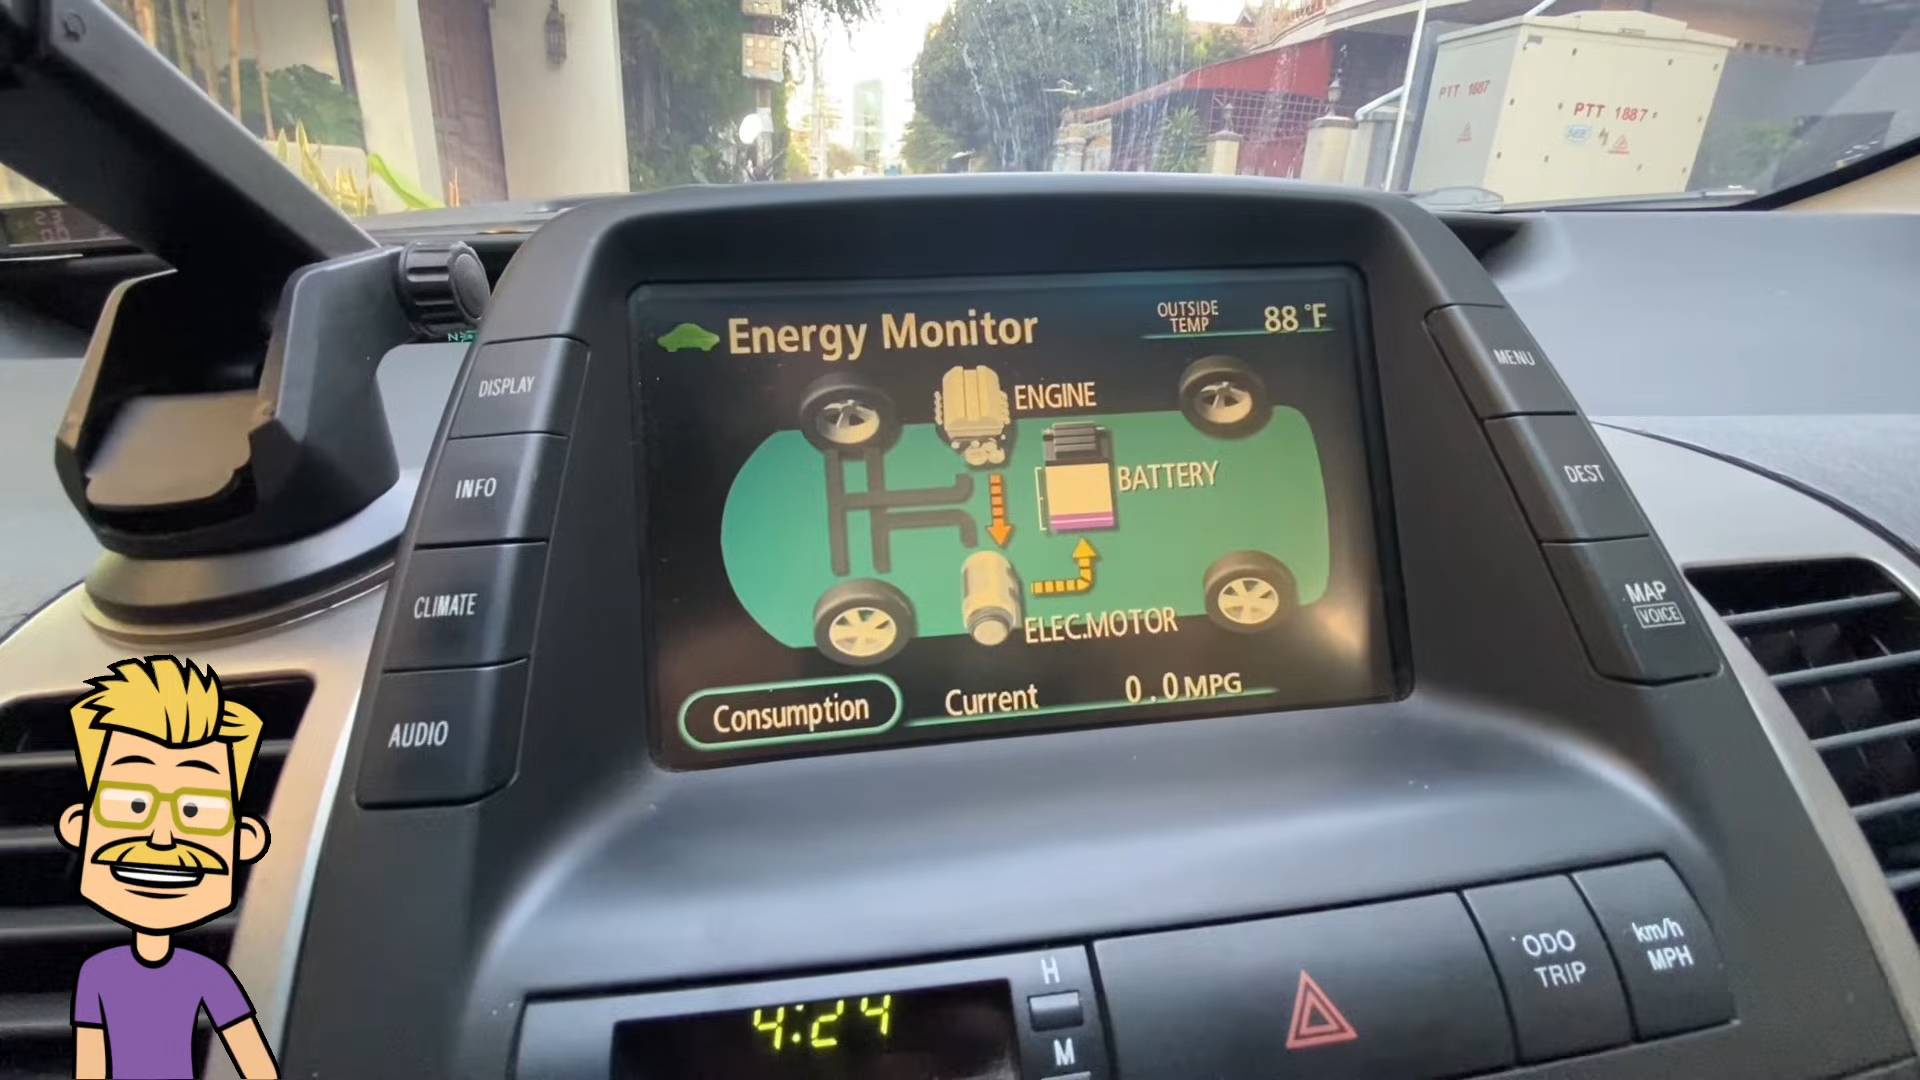 PTT 1887
PTT 1887
Energy Monitor
OUTSIDE
TEMP
88°F
ENGINE
BATTERY
ELEC.MOTOR
Consumption
Current
0.0MPG
DISPLAY
INFO
CLIMATE
AUDIO
MENU
DEST
MAP
VOICE
4:24
H
M
ODO
TRIP
km/h
MPH